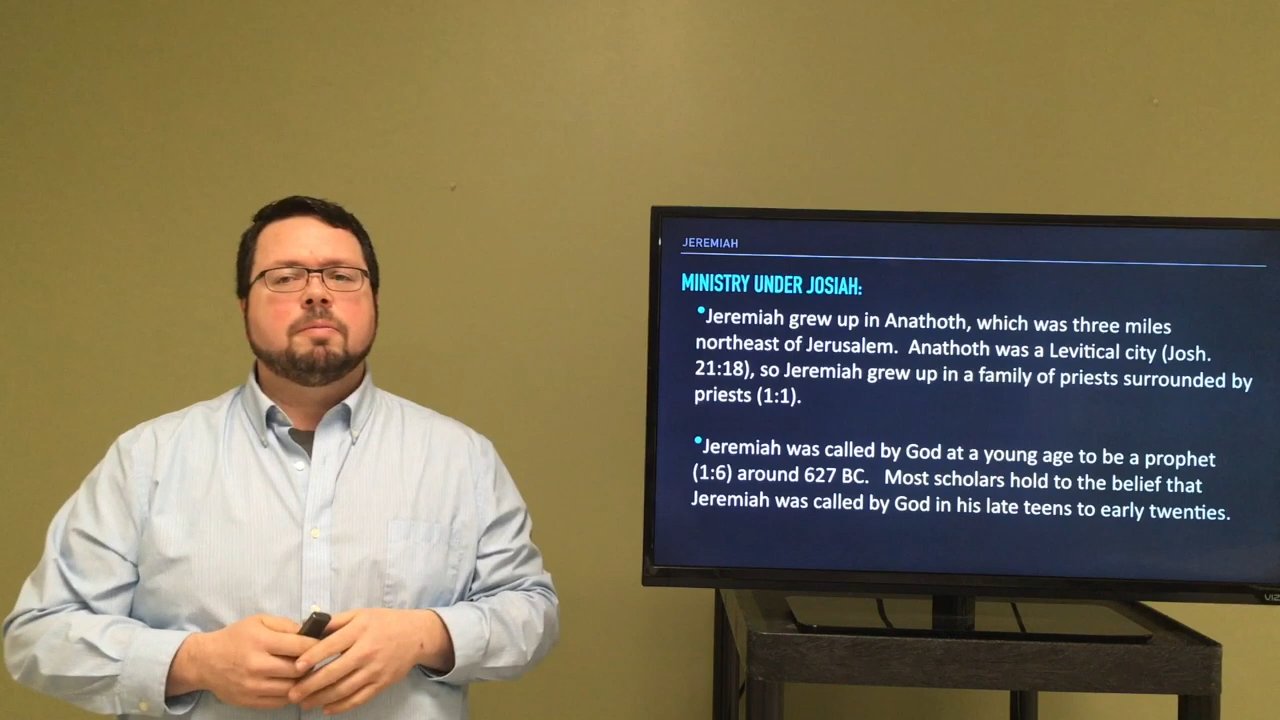 JEREMIAH
MINISTRY UNDER JOSIAH:
•Jeremiah grew up in Anathoth, which was three miles
northeast of Jerusalem. Anathoth was a Levitical city (Josh.
21:18), so Jeremiah grew up in a family of priests surrounded by
priests (1:1).
•Jeremiah was called by God at a young age to be a prophet
(1:6) around 627 BC. Most scholars hold to the belief that
Jeremiah was called by God in his late teens to early twenties.